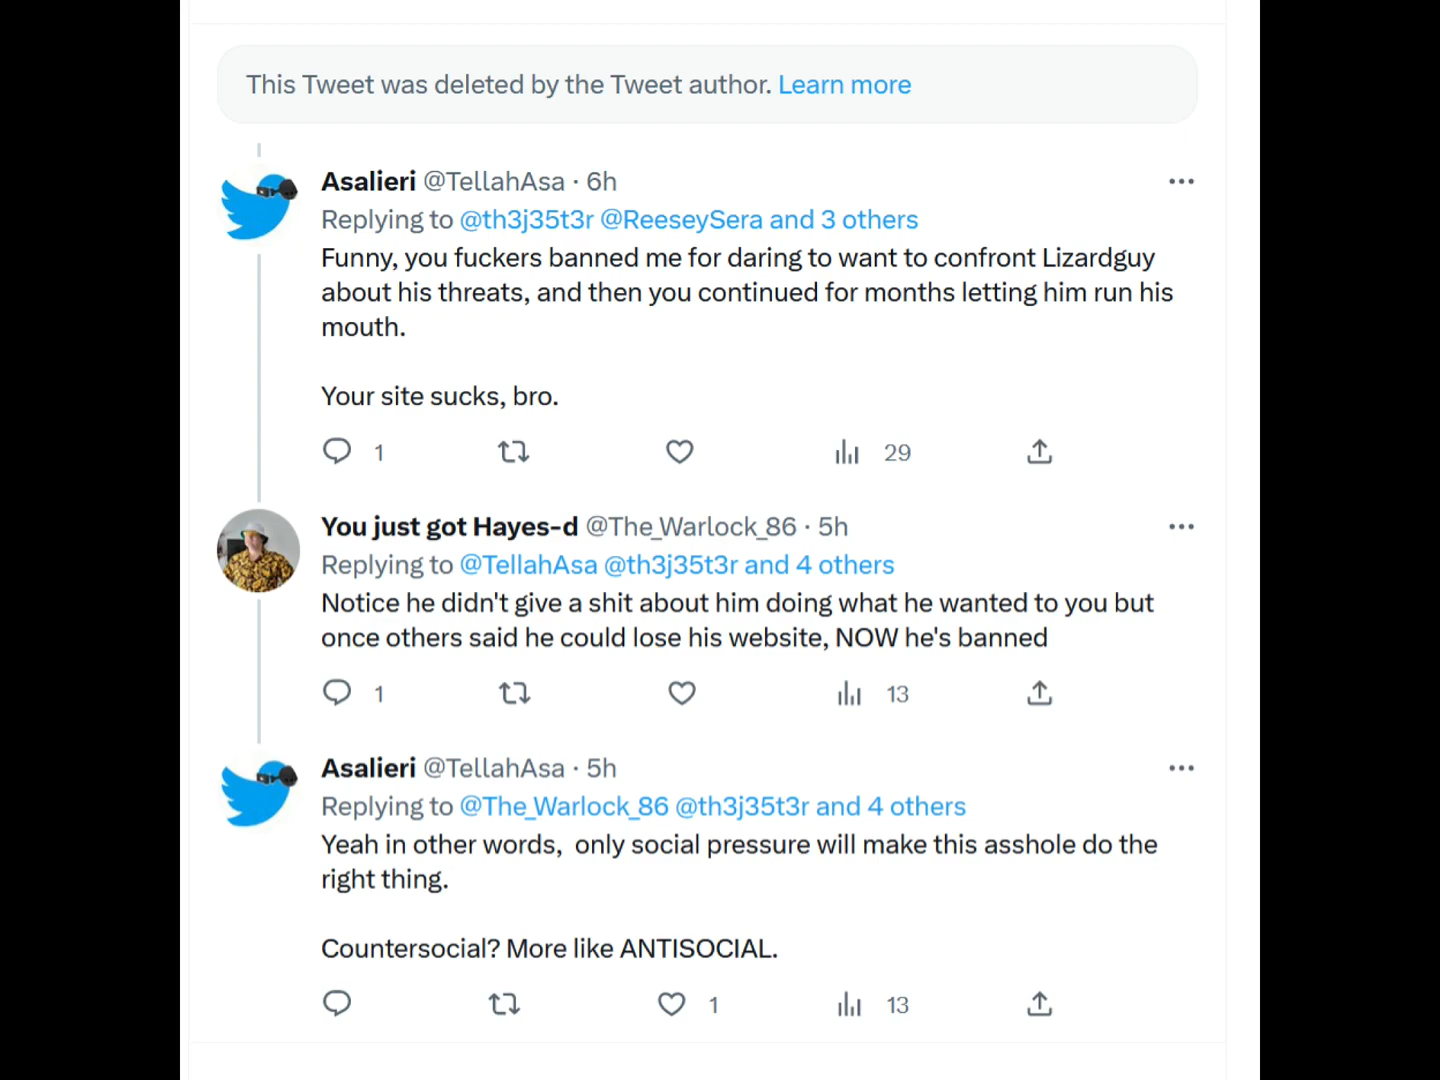 This Tweet was deleted by the Tweet author. Learn more
Asalieri @TellahAsa · 6h
Replying to @th3j35t3r @ReeseySera and 3 others
Funny, you fuckers banned me for daring to want to confront Lizardguy
about his threats, and then you continued for months letting him run his
mouth.
Your site sucks, bro.
1 29
You just got Hayes-d @The_Warlock_86 · 5h
Replying to @TellahAsa @th3j35t3r and 4 others
Notice he didn't give a shit about him doing what he wanted to you but
once others said he could lose his website, NOW he's banned
1 13
Asalieri @TellahAsa · 5h
Replying to @The_Warlock_86 @th3j35t3r and 4 others
Yeah in other words,  only social pressure will make this asshole do the
right thing.
Countersocial? More like ANTISOCIAL.
1 13